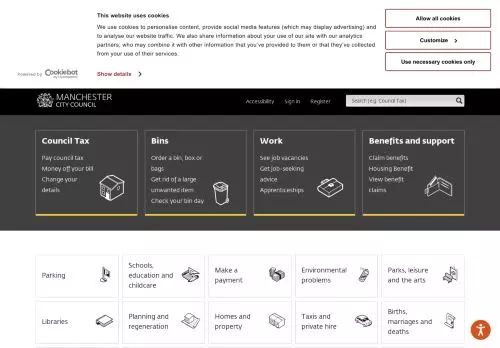 This website uses cookies
We use cookies to personalise content, provide social media features (which may display advertising) and
to analyse our website traffic. We also share information about your use of our site with our analytics
partners, who may combine it with other information that you've provided to them or that they've collected
from your use of their services.
Allow all cookies
Customize
Use necessary cookies only
Powered by Cookiebot
Show details
MANCHESTER
CITY COUNCIL
Accessibility Sign in Register
Search (e.g. Council Tax)
Council Tax
Pay council tax
Money off your bill
Change your
details
Bins
Order a bin, box or
bags
Get rid of a large
unwanted item
Check your bin day
Work
See job vacancies
Get job-seeking
advice
Apprenticeships
Benefits and support
Claim benefits
Housing Benefit
View benefit
claims
Parking
Schools,
education and
childcare
Make a
payment
Environmental
problems
Parks, leisure
and the arts
Libraries
Planning and
regeneration
Homes and
property
Taxis and
private hire
Births,
marriages and
deaths